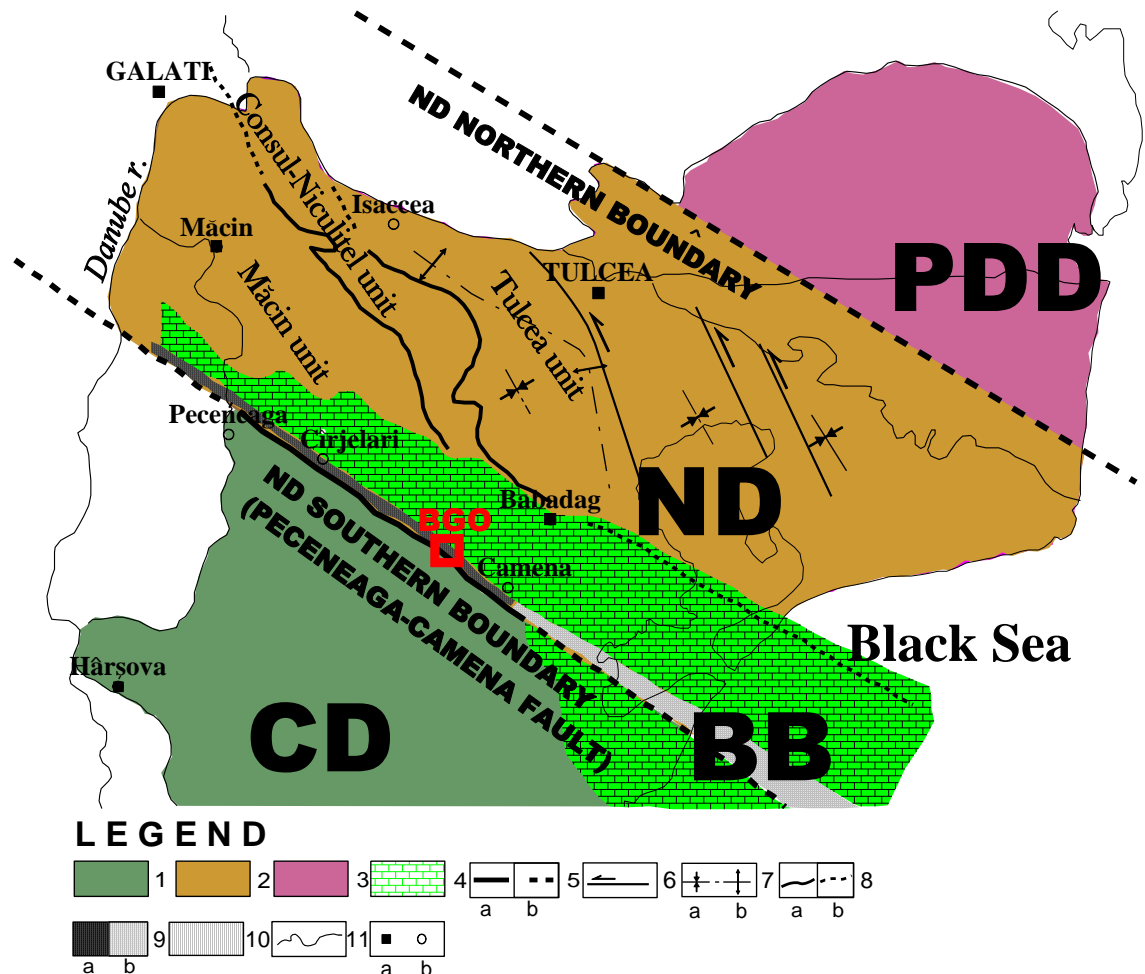 GALATI
Consul-Niculitel unit
ND NORTHERN BOUNDARY
Danube r.
Isaccea
Măcin
PDD
TULCEA
Măcin unit
Tulcea unit
Peceneaga
Cîrjelari
ND
Babadag
BGO
ND SOUTHERN BOUNDARY
(PECENEAGA-CAMENA FAULT)
Camena
Black Sea
Hârșova
CD
BB
LEGEND
1 2 3 4 5 6 7 8
a b a b a b
9 10 11
a b a b